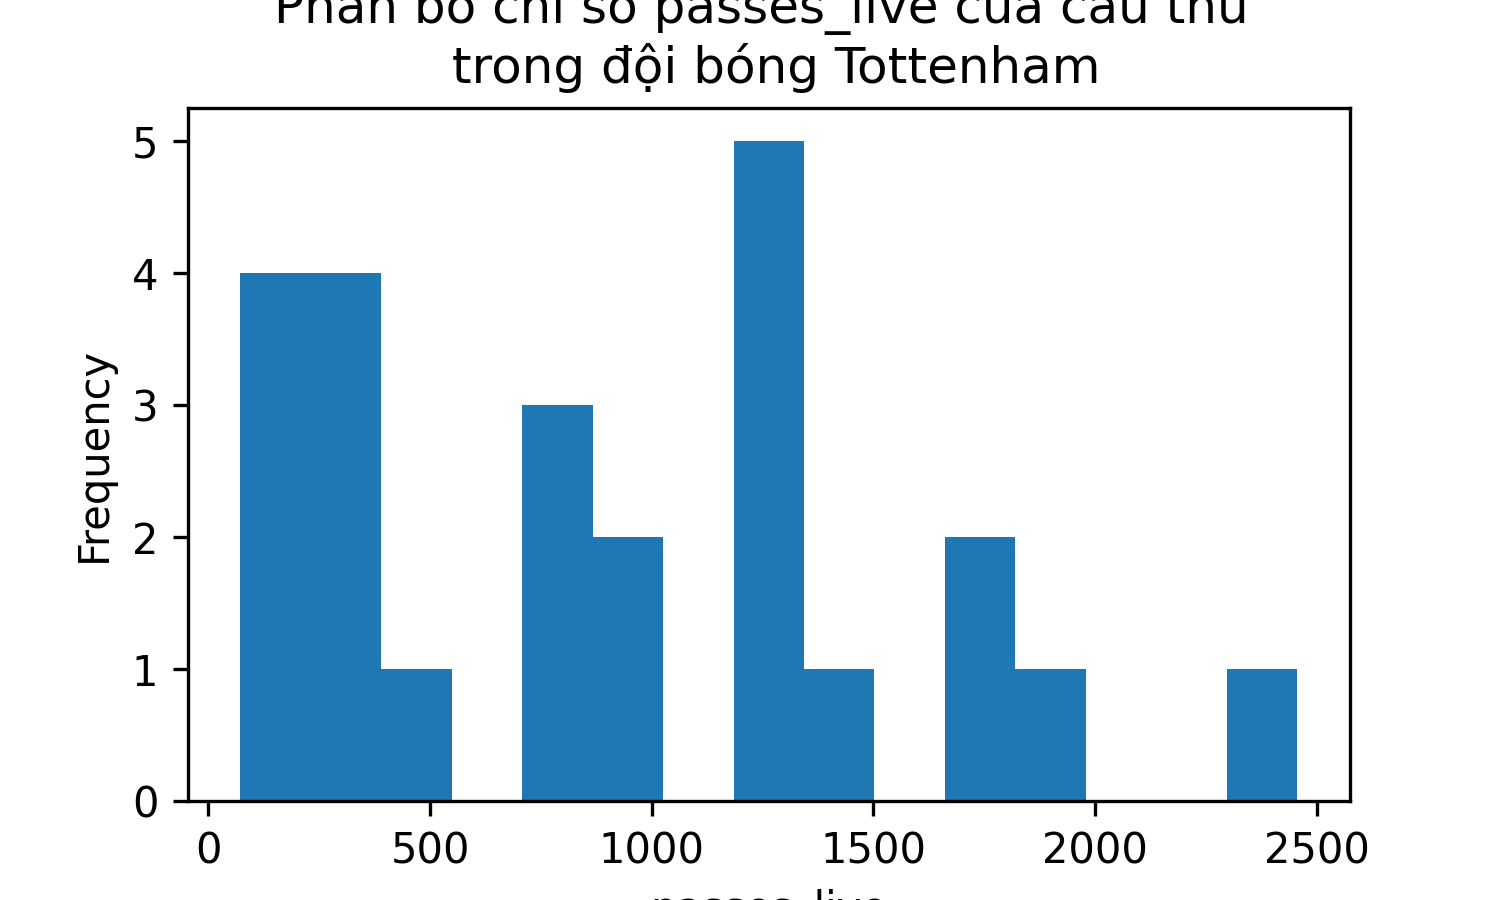 Phân bố chỉ số passes_live của cầu thủ
trong đội bóng Tottenham
5
4
3
2
1
0
Frequency
0 500 1000 1500 2000 2500
passes_live